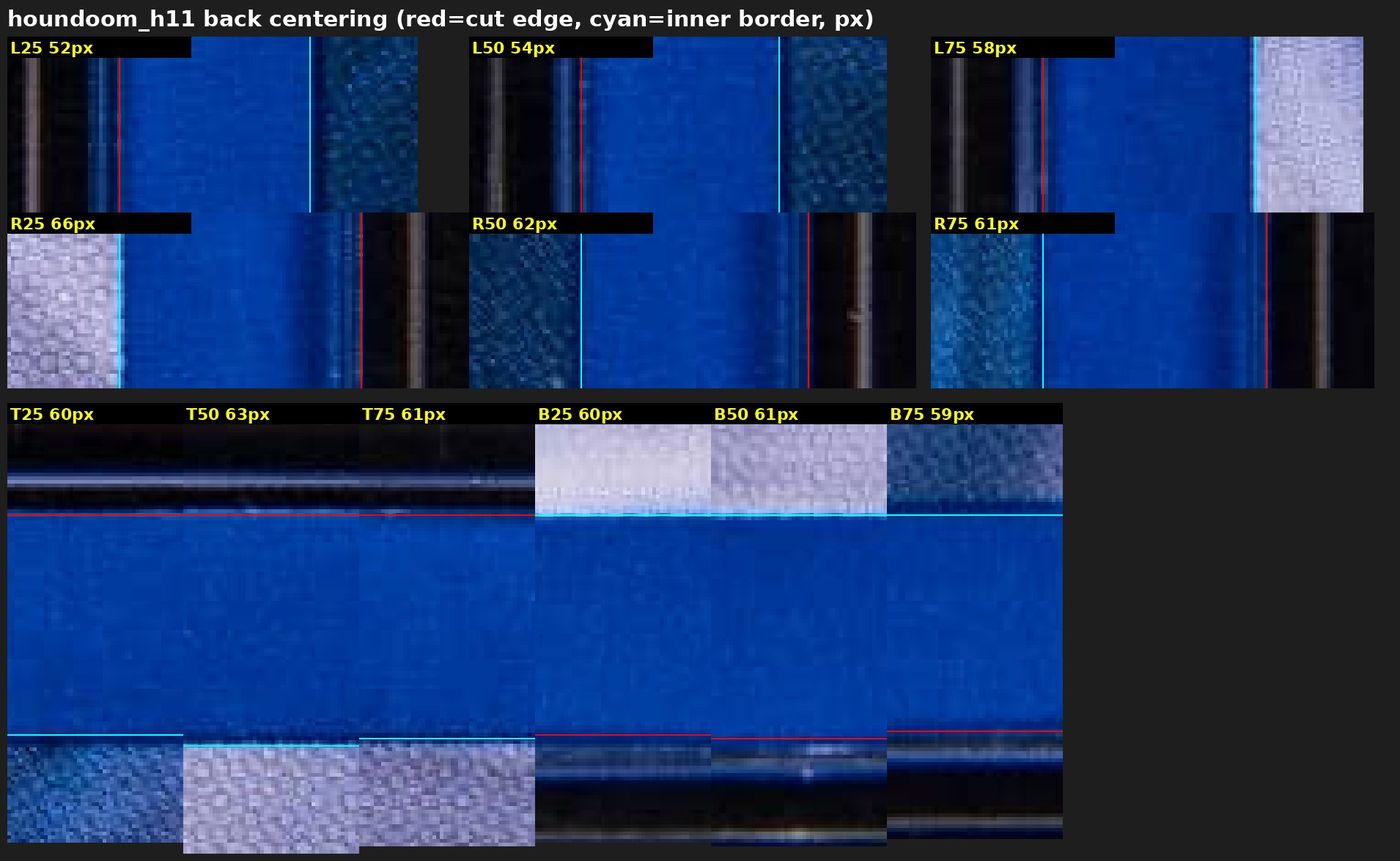 houndoom_h11 back centering (red=cut edge, cyan=inner border, px)
L25 52px
L50 54px
L75 58px
R25 66px
R50 62px
R75 61px
T25 60px
T50 63px
T75 61px
B25 60px
B50 61px
B75 59px